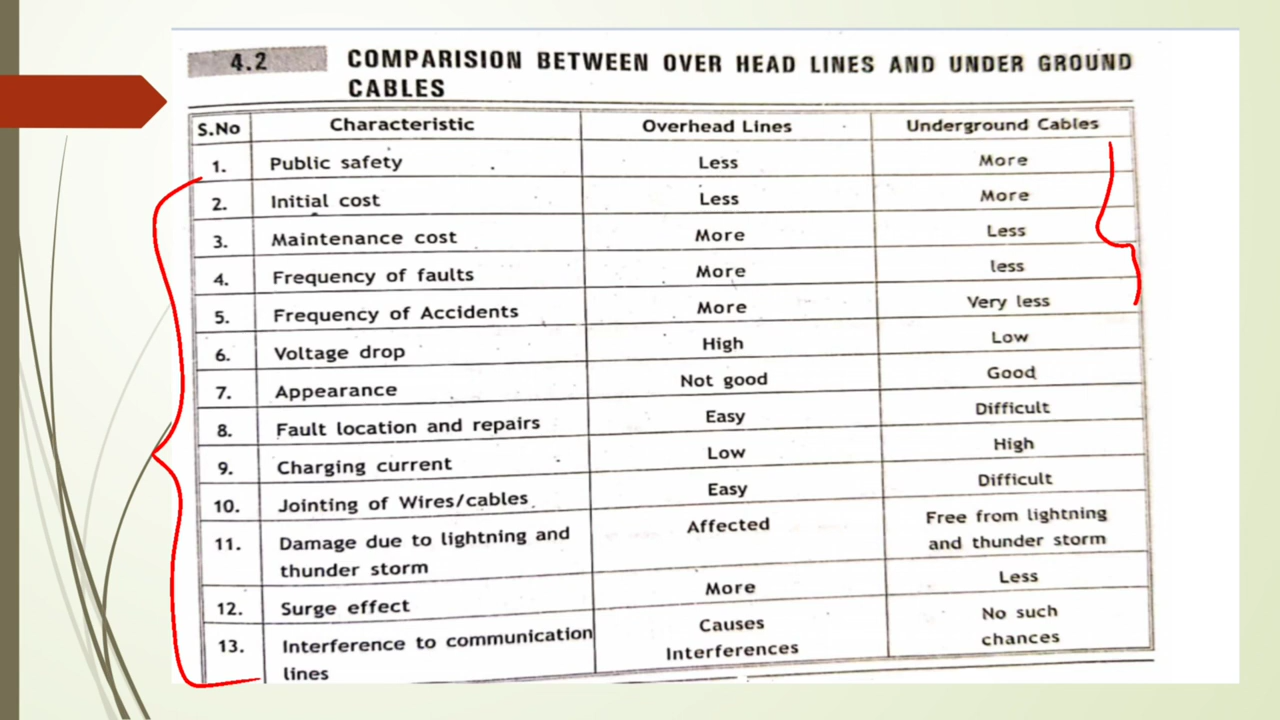 4.2 COMPARISION BETWEEN OVER HEAD LINES AND UNDER GROUND
CABLES
S.No Characteristic Overhead Lines Underground Cables
1. Public safety Less More
2. Initial cost Less More
3. Maintenance cost More Less
4. Frequency of faults More less
5. Frequency of Accidents More Very less
6. Voltage drop High Low
7. Appearance Not good Good
8. Fault location and repairs Easy Difficult
9. Charging current Low High
10. Jointing of Wires/cables Easy Difficult
11. Damage due to lightning and Affected Free from lightning
thunder storm and thunder storm
12. Surge effect More Less
13. Interference to communication Causes No such
lines Interferences chances